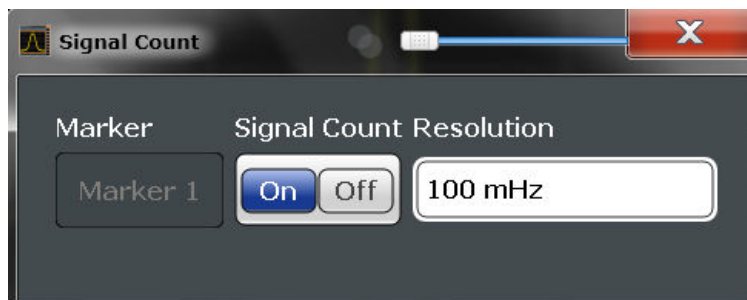 Signal Count
Marker Signal Count Resolution
Marker 1 On Off 100 mHz